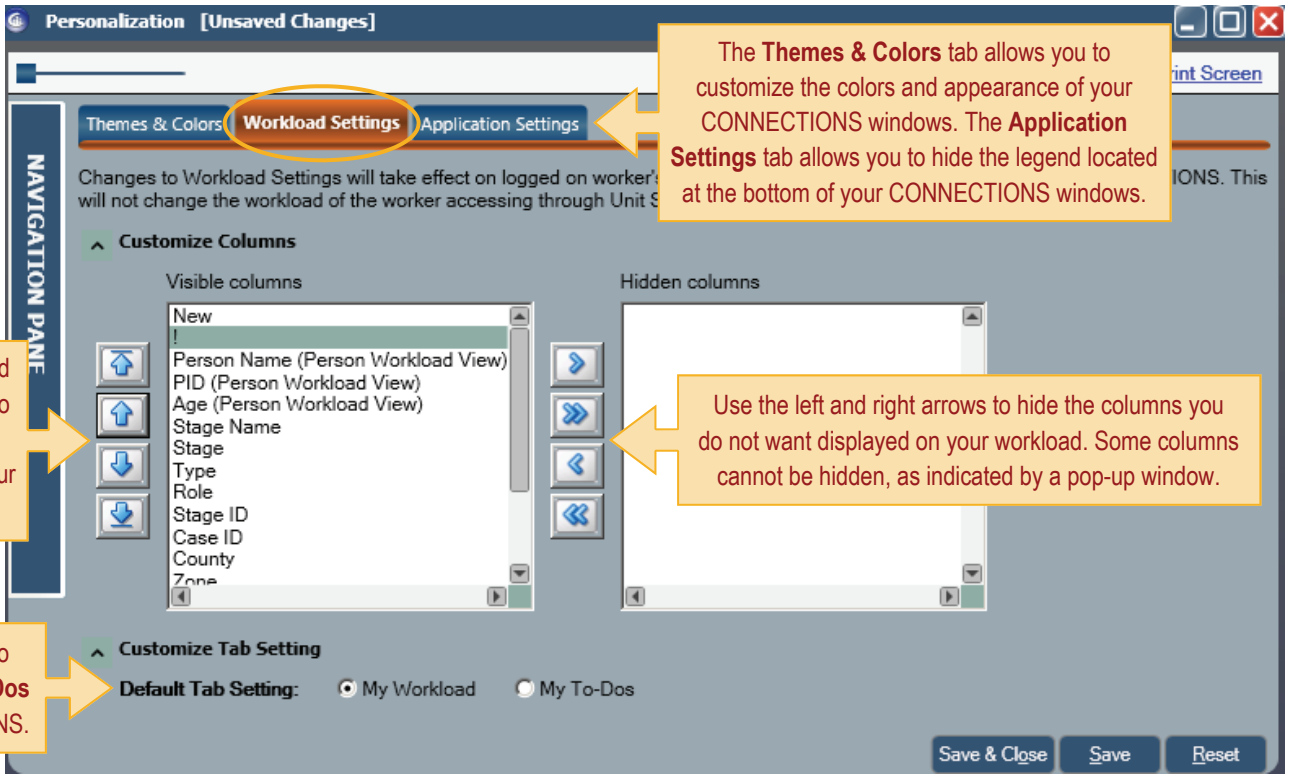 Personalization [Unsaved Changes]
Print Screen
The Themes & Colors tab allows you to
customize the colors and appearance of your
CONNECTIONS windows. The Application
Settings tab allows you to hide the legend located
at the bottom of your CONNECTIONS windows.
Themes & Colors Workload Settings Application Settings
NAVIGATION PANE
Changes to Workload Settings will take effect on logged on worker's IONS. This
will not change the workload of the worker accessing through Unit S
Customize Columns
Visible columns
Hidden columns
New
!
Person Name (Person Workload View)
PID (Person Workload View)
Age (Person Workload View)
Stage Name
Stage
Type
Role
Stage ID
Case ID
County
Zone
Use the left and right arrows to hide the columns you
do not want displayed on your workload. Some columns
cannot be hidden, as indicated by a pop-up window.
Customize Tab Setting
Default Tab Setting: My Workload My To-Dos
Save & Close Save Reset